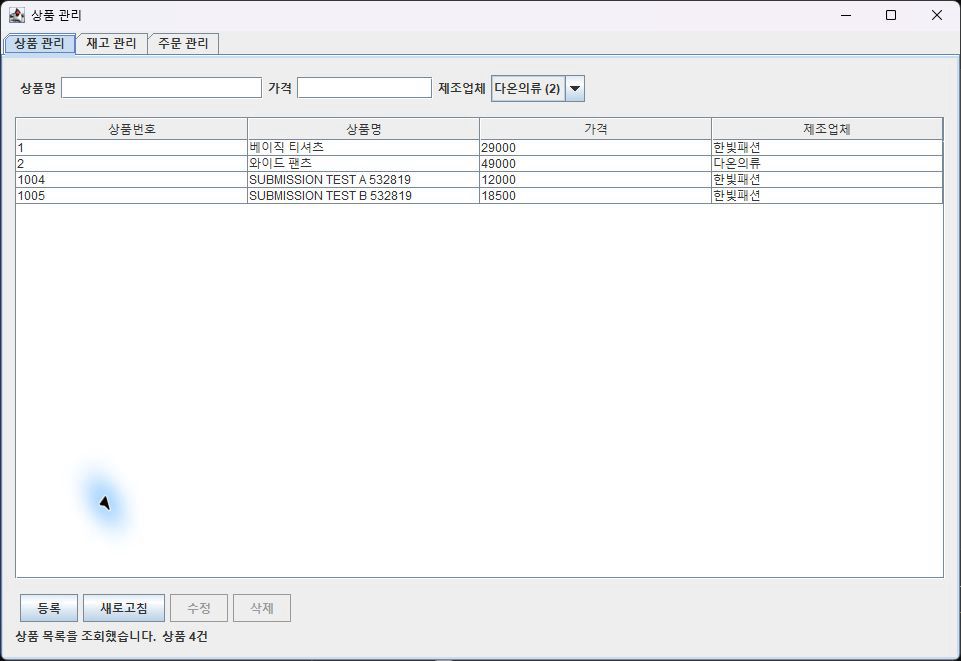 상품 관리
상품 관리 재고 관리 주문 관리
상품명 가격 제조업체 다온의류 (2)
상품번호 상품명 가격 제조업체
1 베이직 티셔츠 29000 한빛패션
2 와이드 팬츠 49000 다온의류
1004 SUBMISSION TEST A 532819 12000 한빛패션
1005 SUBMISSION TEST B 532819 18500 한빛패션
등록 새로고침 수정 삭제
상품 목록을 조회했습니다. 상품 4건